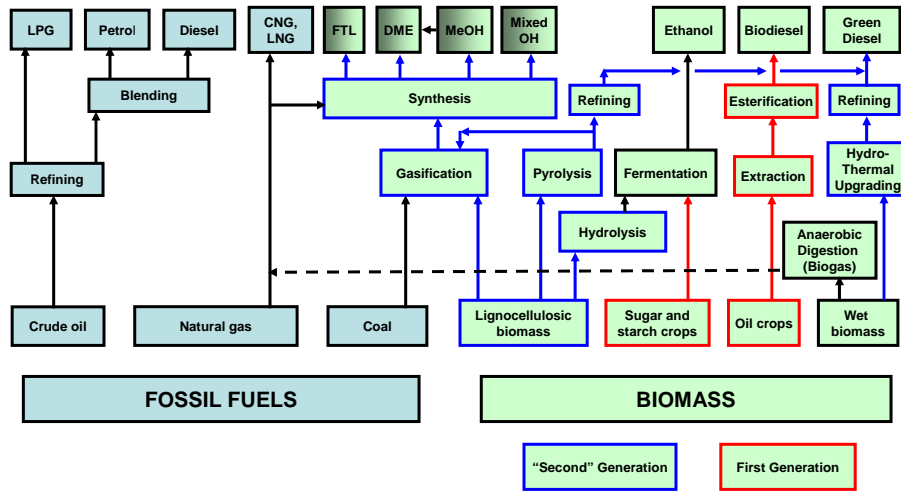 LPG
Petrol
Diesel
CNG,
LNG
FTL
DME
MeOH
Mixed
OH
Ethanol
Biodiesel
Green
Diesel
Blending
Synthesis
Refining
Esterification
Refining
Refining
Gasification
Pyrolysis
Fermentation
Extraction
Hydro-
Thermal
Upgrading
Hydrolysis
Anaerobic
Digestion
(Biogas)
Crude oil
Natural gas
Coal
Lignocellulosic
biomass
Sugar and
starch crops
Oil crops
Wet
biomass
FOSSIL FUELS
BIOMASS
“Second” Generation
First Generation